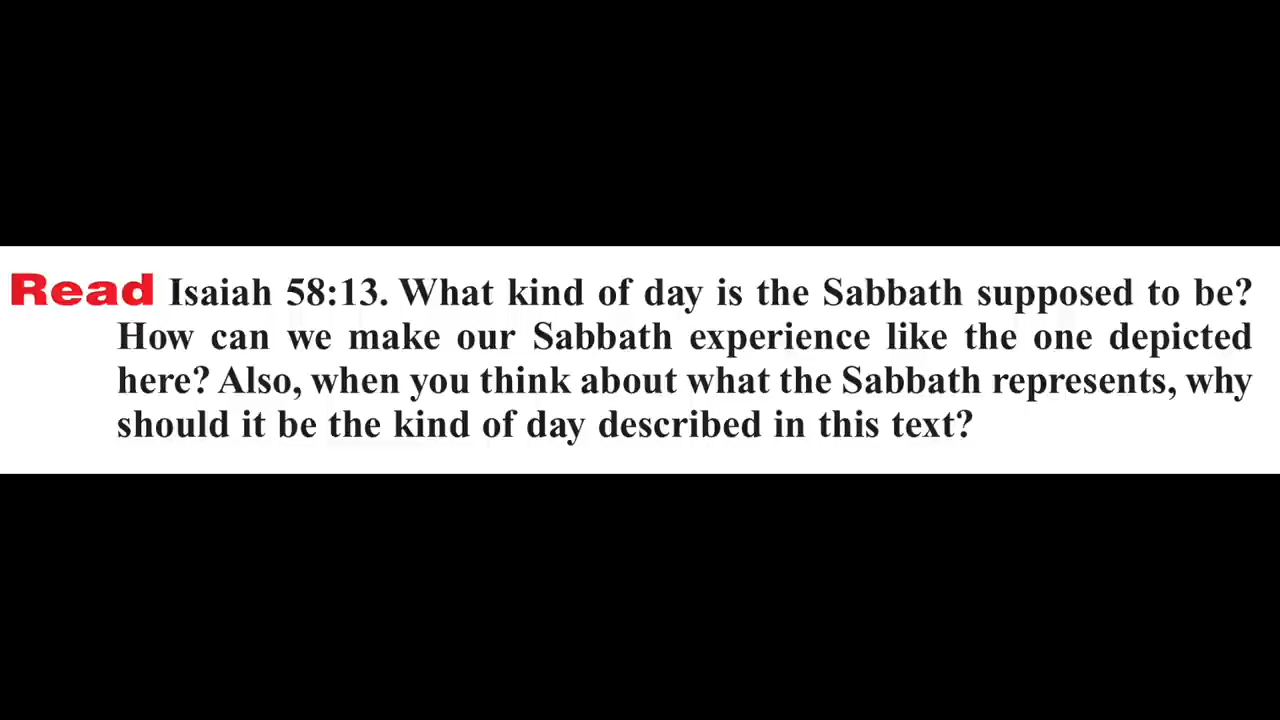 Read Isaiah 58:13. What kind of day is the Sabbath supposed to be?
How can we make our Sabbath experience like the one depicted
here? Also, when you think about what the Sabbath represents, why
should it be the kind of day described in this text?